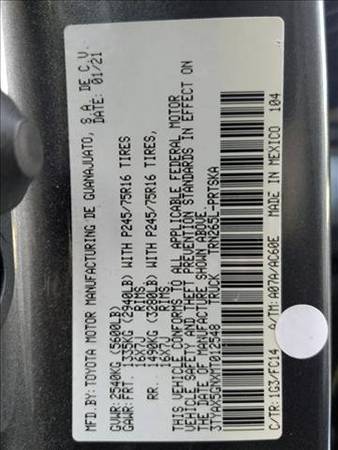 MFD.BY: TOYOTA MOTOR MANUFACTURING DE GUANAJUATO, S.A. DE C.V.
DATE: 01/21
GVWR: 2540KG (5600LB)
GAWR: FRT. 1335KG (2940LB) WITH P245/75R16 TIRES,
16X7J RIMS,
RR. 1490KG (3280LB) WITH P245/75R16 TIRES,
16X7J RIMS,
THIS VEHICLE CONFORMS TO ALL APPLICABLE FEDERAL MOTOR
VEHICLE SAFETY AND THEFT PREVENTION STANDARDS IN EFFECT ON
THE DATE OF MANUFACTURE SHOWN ABOVE.
3TYAX5GNXMT012548 TRUCK TRN265L-PRTSKA
C/TR: 1G3/FC14 A/TM: A07A/AC60E MADE IN MEXICO 104